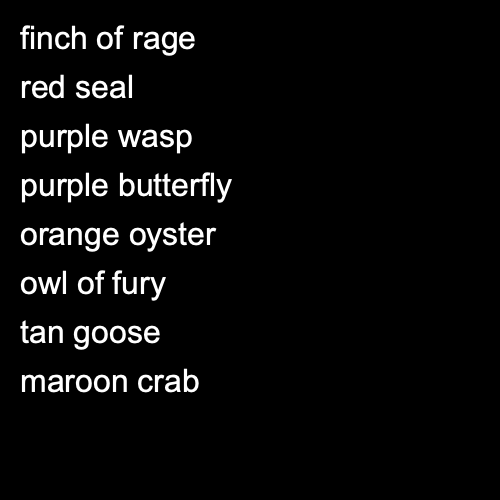 finch of rage
red seal
purple wasp
purple butterfly
orange oyster
owl of fury
tan goose
maroon crab